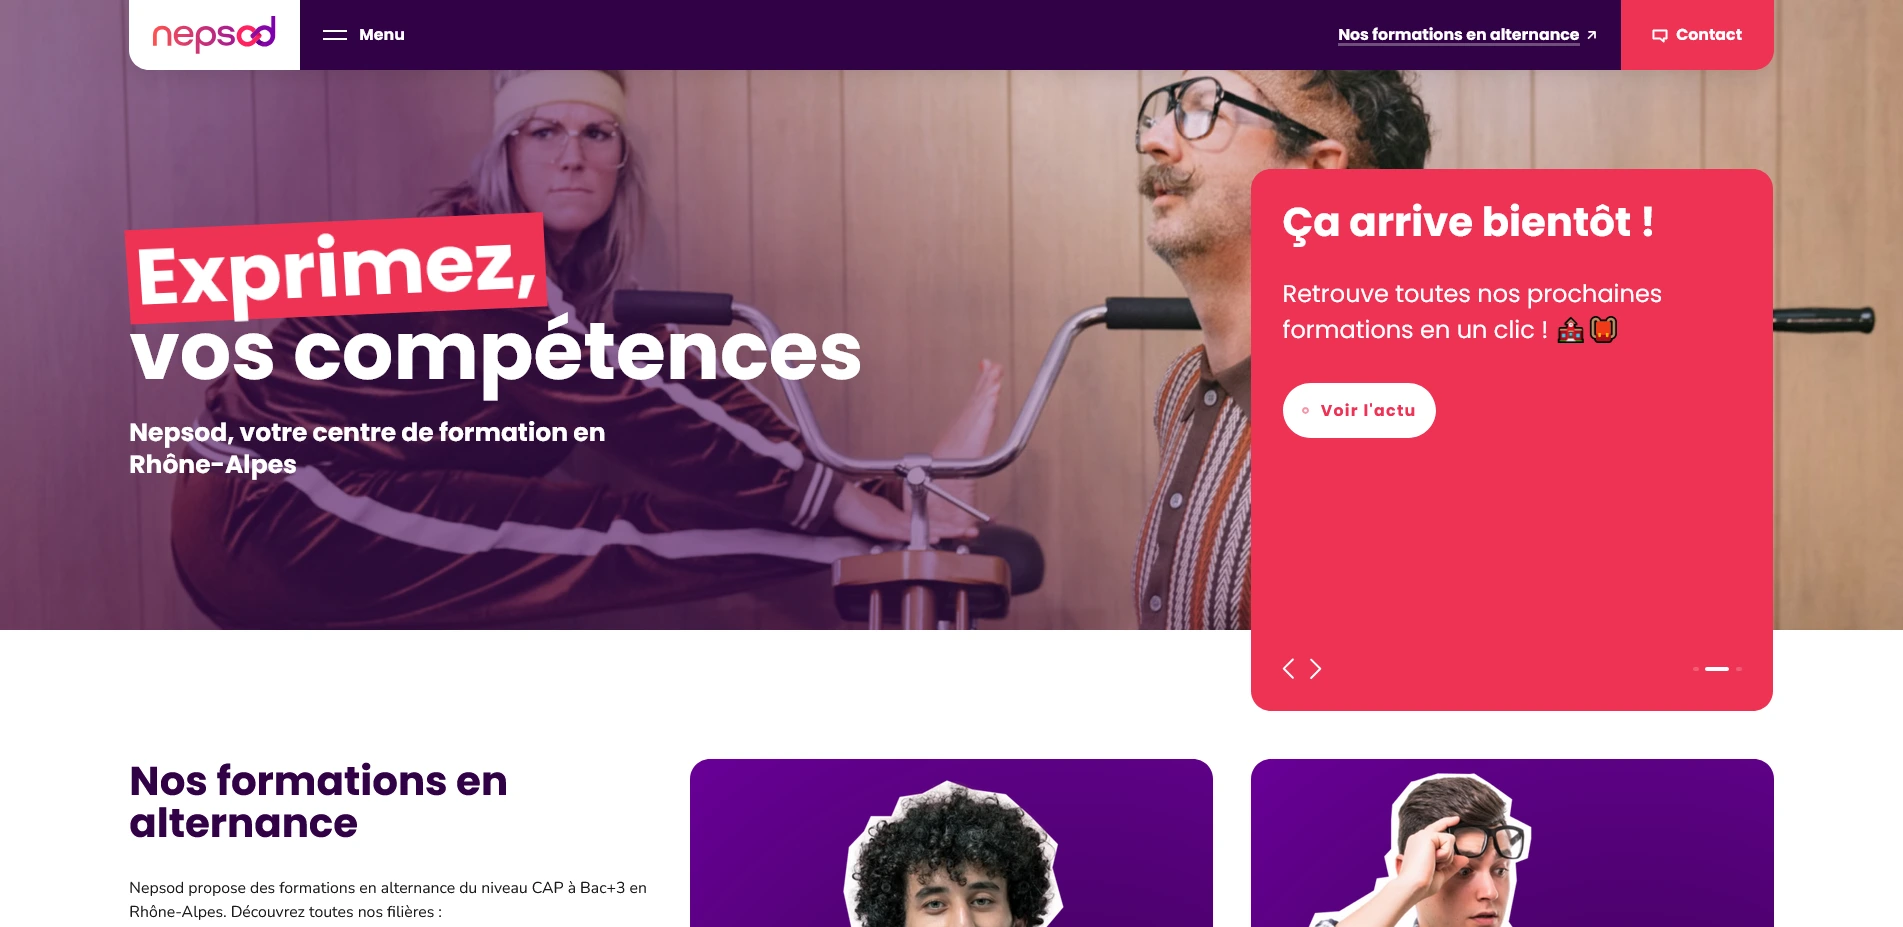 nepsod
Menu
Nos formations en alternance
Contact
Exprimez,
vos compétences
Nepsod, votre centre de formation en
Rhône-Alpes
Ça arrive bientôt !
Retrouve toutes nos prochaines
formations en un clic !
Voir l'actu
Nos formations en
alternance
Nepsod propose des formations en alternance du niveau CAP à Bac+3 en
Rhône-Alpes. Découvrez toutes nos filières :